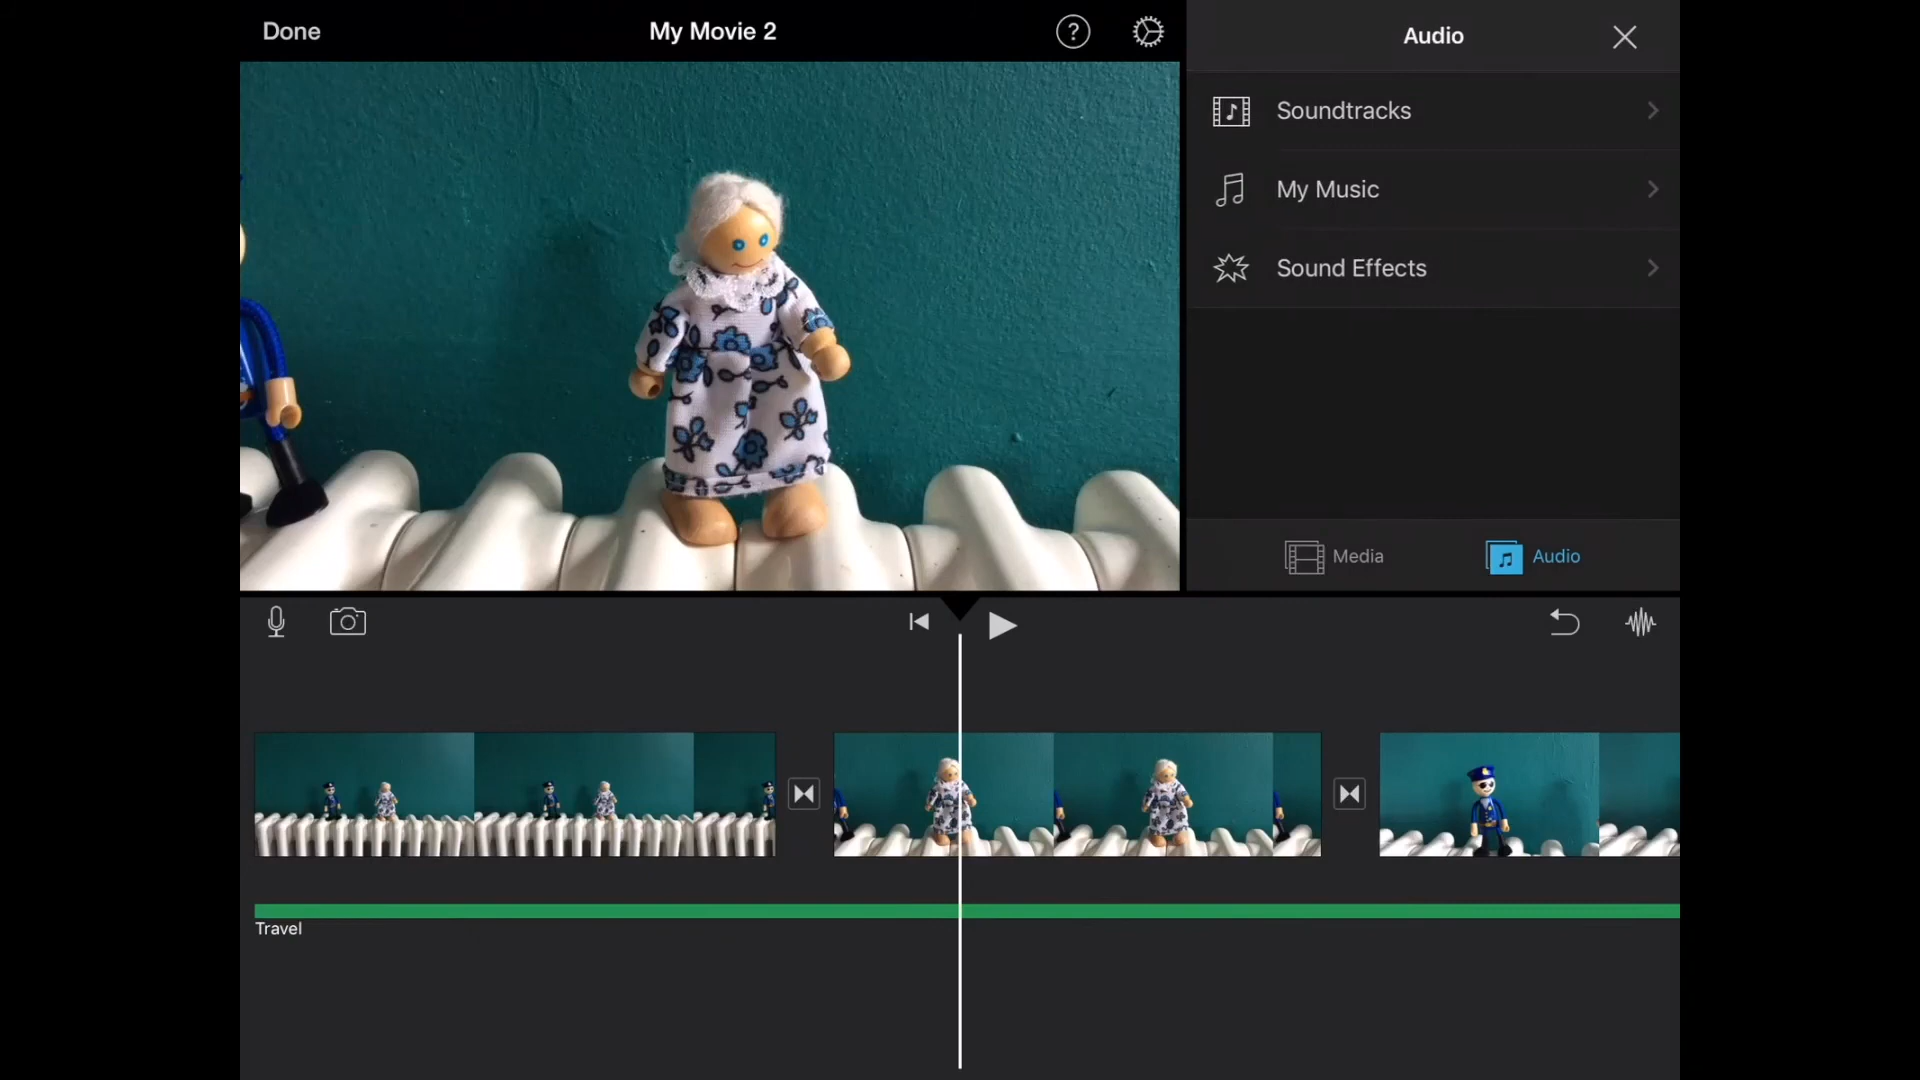 Done
My Movie 2
?
Audio
Soundtracks
My Music
Sound Effects
Media
Audio
Travel